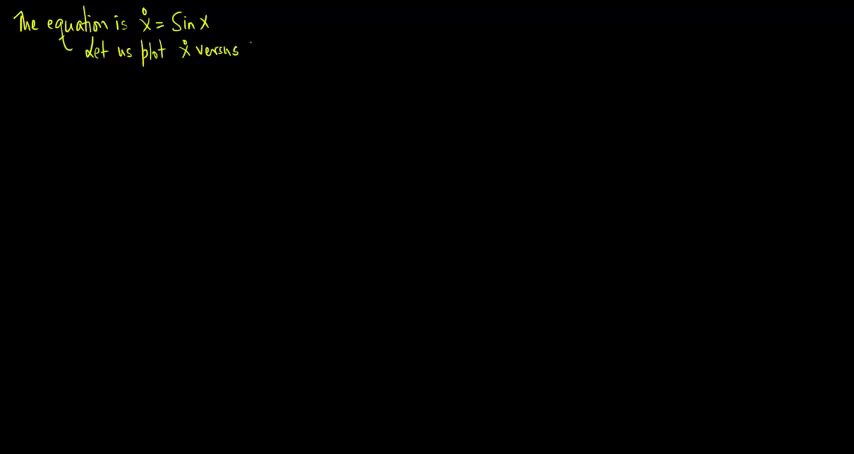 The equation is ẋ = Sin x
Let us plot ẋ versus